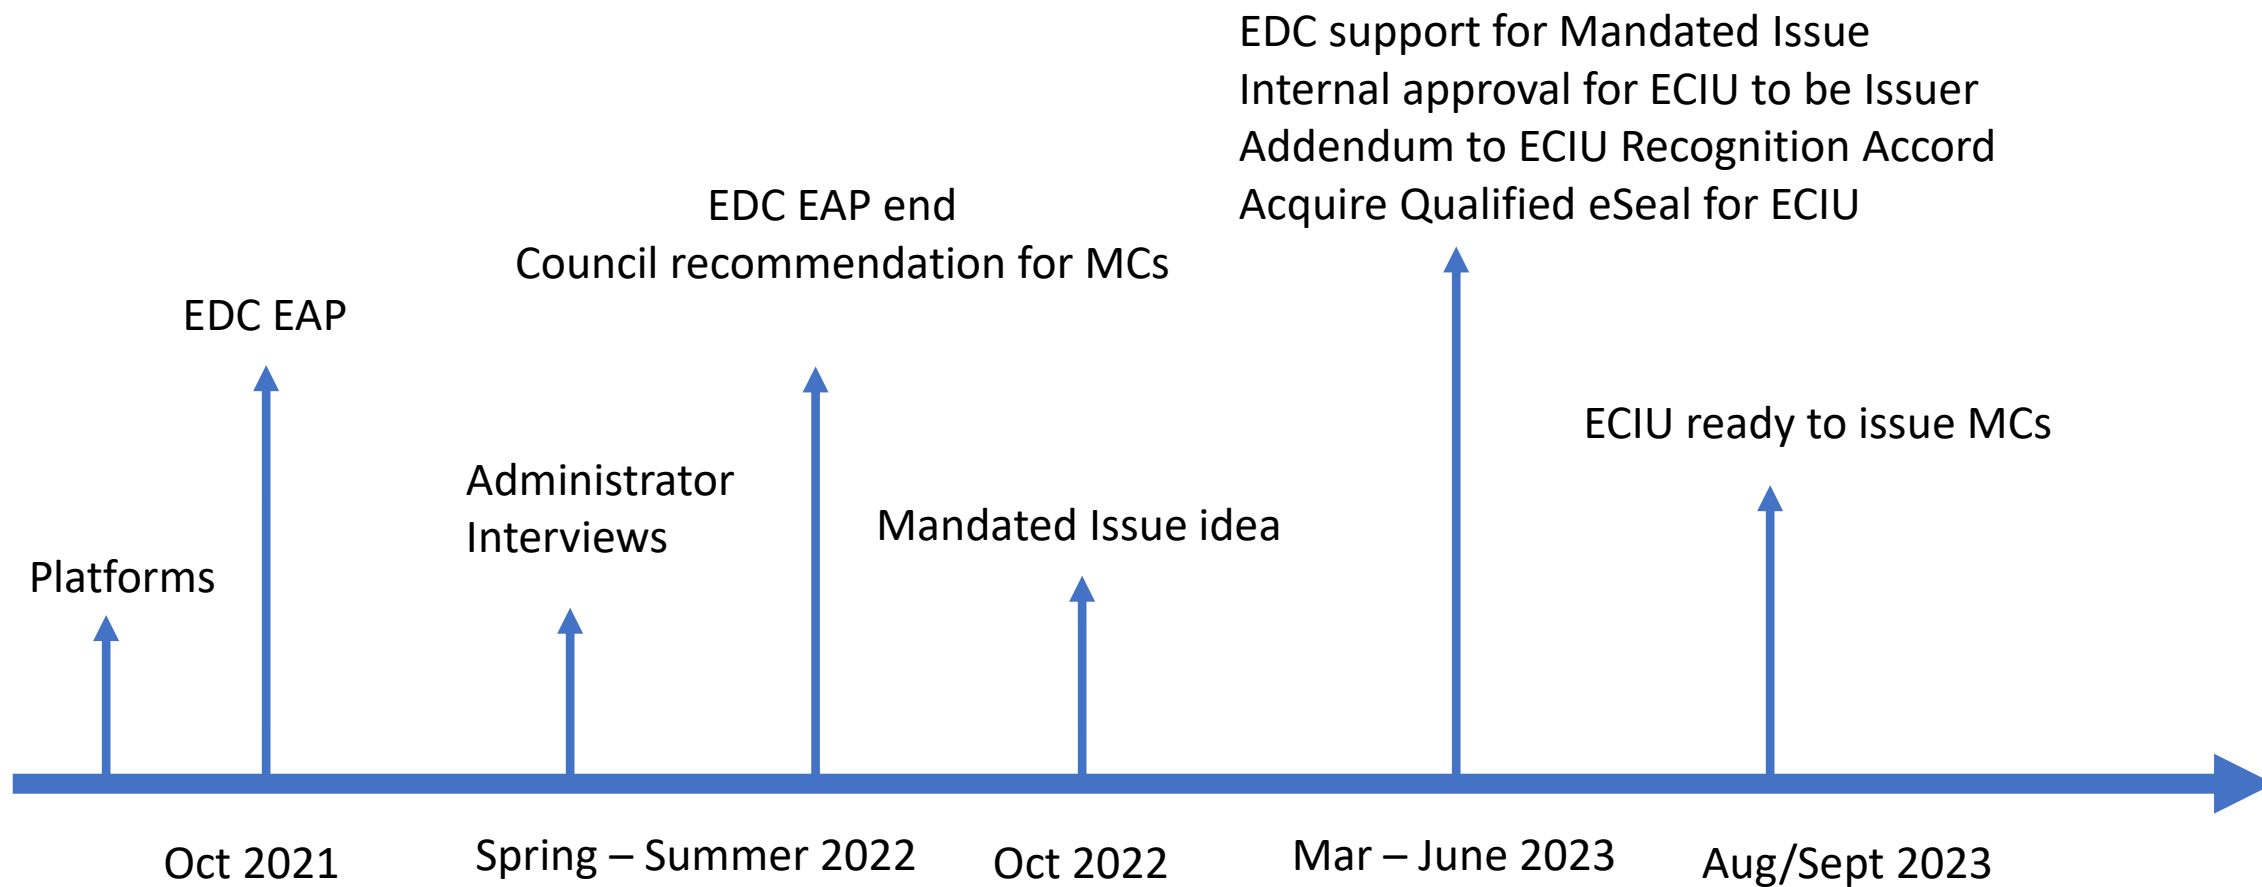 EDC support for Mandated Issue
Internal approval for ECIU to be Issuer
Addendum to ECIU Recognition Accord
Acquire Qualified eSeal for ECIU
EDC EAP end
Council recommendation for MCs
EDC EAP
ECIU ready to issue MCs
Administrator
Interviews
Mandated Issue idea
Platforms
Oct 2021
Spring – Summer 2022
Oct 2022
Mar – June 2023
Aug/Sept 2023